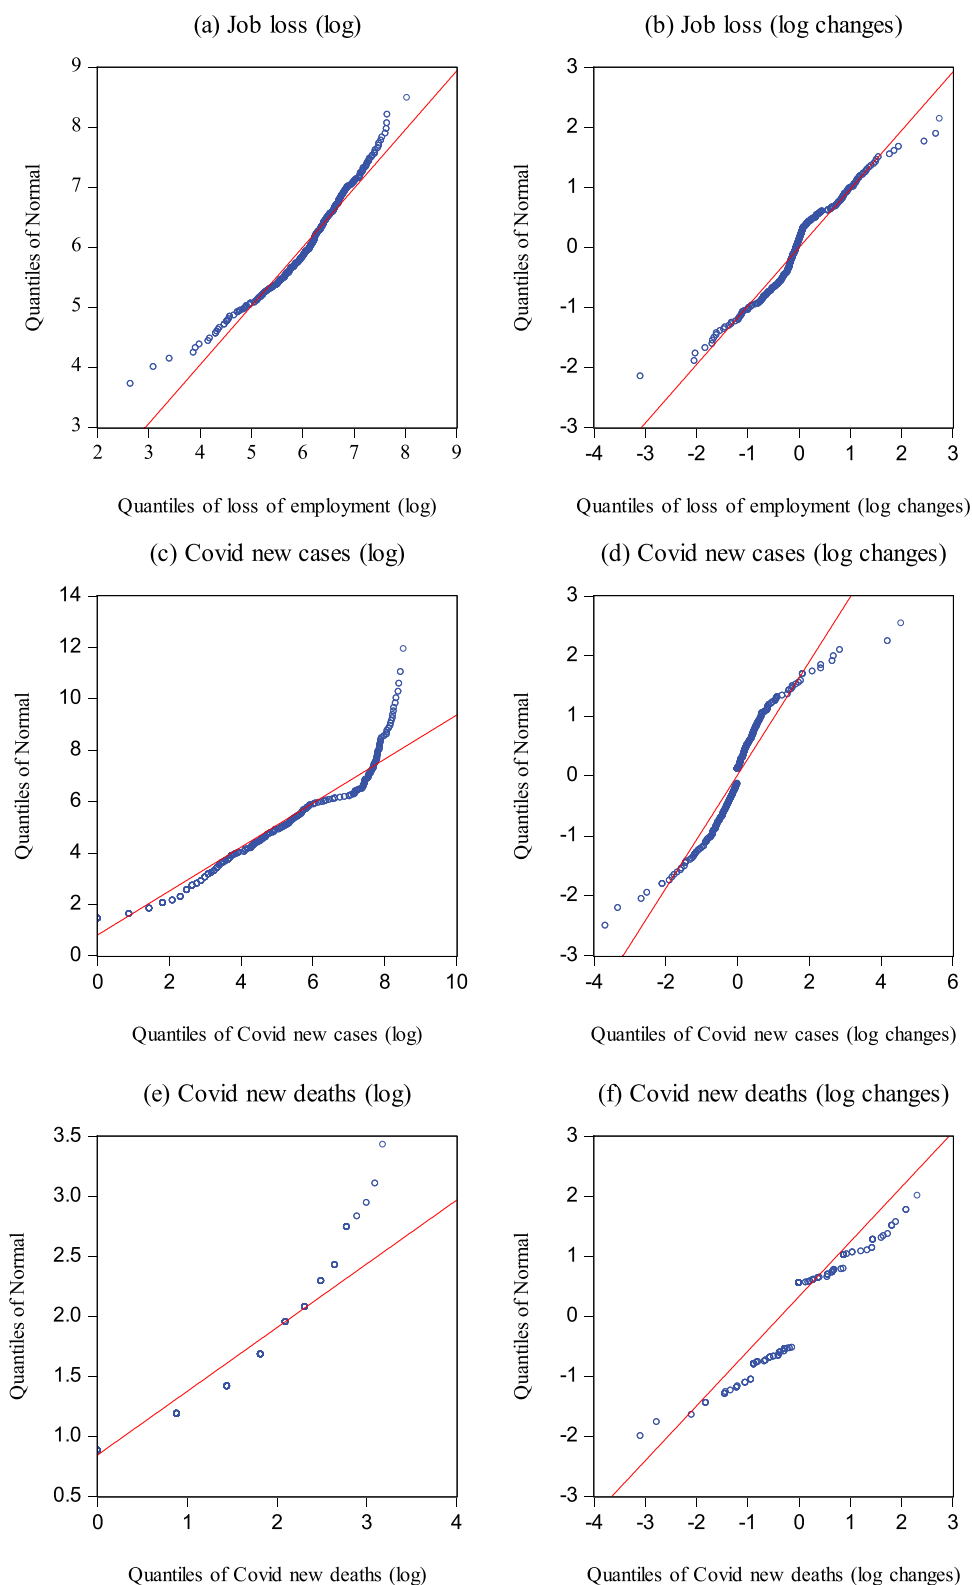 (a) Job loss (log)
Quantiles of Normal
9
8
7
6
5
4
3
2 3 4 5 6 7 8 9
Quantiles of loss of employment (log)
(b) Job loss (log changes)
Quantiles of Normal
3
2
1
0
-1
-2
-3
-4 -3 -2 -1 0 1 2 3
Quantiles of loss of employment (log changes)
(c) Covid new cases (log)
Quantiles of Normal
14
12
10
8
6
4
2
0
0 2 4 6 8 10
Quantiles of Covid new cases (log)
(d) Covid new cases (log changes)
Quantiles of Normal
3
2
1
0
-1
-2
-3
-4 -2 0 2 4 6
Quantiles of Covid new cases (log changes)
(e) Covid new deaths (log)
Quantiles of Normal
3.5
3.0
2.5
2.0
1.5
1.0
0.5
0 1 2 3 4
Quantiles of Covid new deaths (log)
(f) Covid new deaths (log changes)
Quantiles of Normal
3
2
1
0
-1
-2
-3
-4 -3 -2 -1 0 1 2 3
Quantiles of Covid new deaths (log changes)